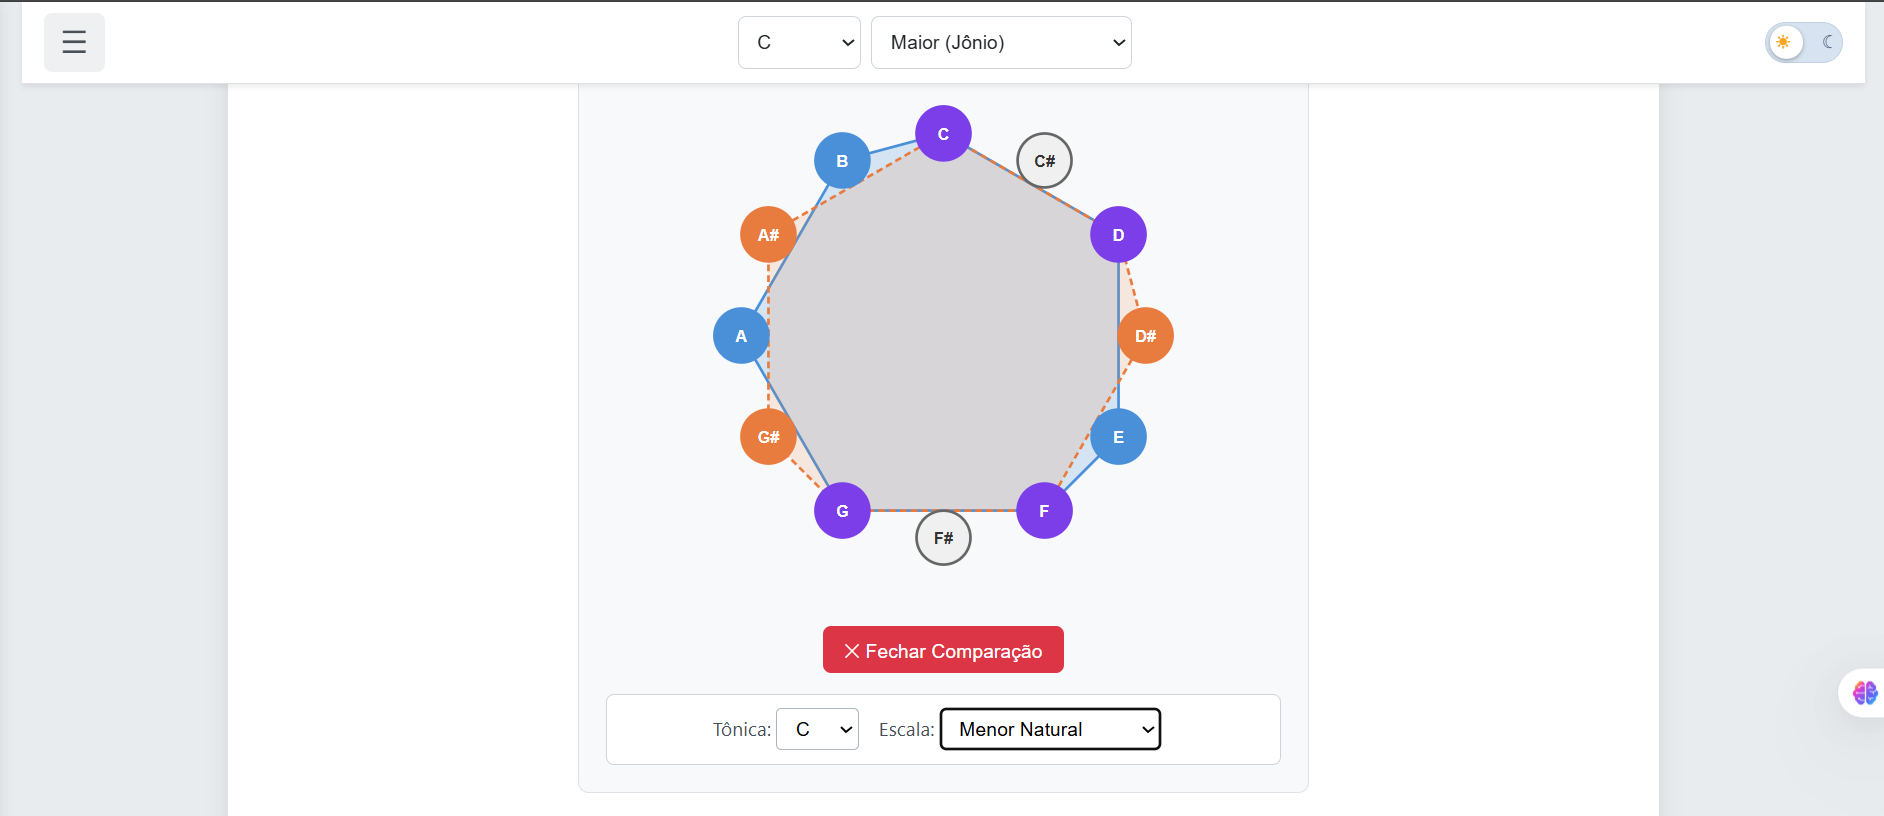 ☰ C Maior (Jônio)
C
B C#
A# D
A D#
G# E
G F
F#
Fechar Comparação
Tônica: C Escala: Menor Natural